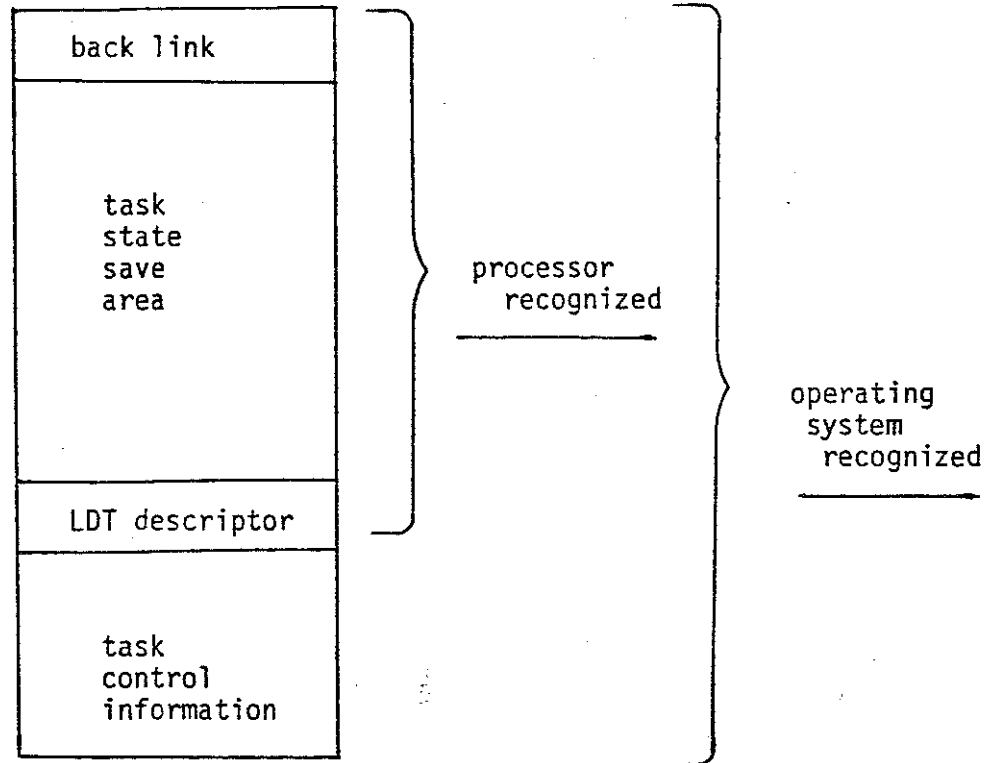 back link
task
state
save
area
processor
recognized
operating
system
recognized
LDT descriptor
task
control
information